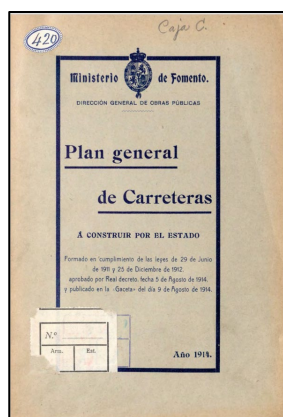 Caja C.
420
Ministerio de Fomento.
DIRECCIÓN GENERAL DE OBRAS PÚBLICAS
Plan general
de Carreteras
Á CONSTRUIR POR EL ESTADO
Formado en cumplimiento de las leyes de 29 de Junio
de 1911 y 25 de Diciembre de 1912,
aprobado por Real decreto, fecha 5 de Agosto de 1914.
y publicado en la «Gaceta» del día 9 de Agosto de 1914.
N.º
Arm. Est.
Año 1914.